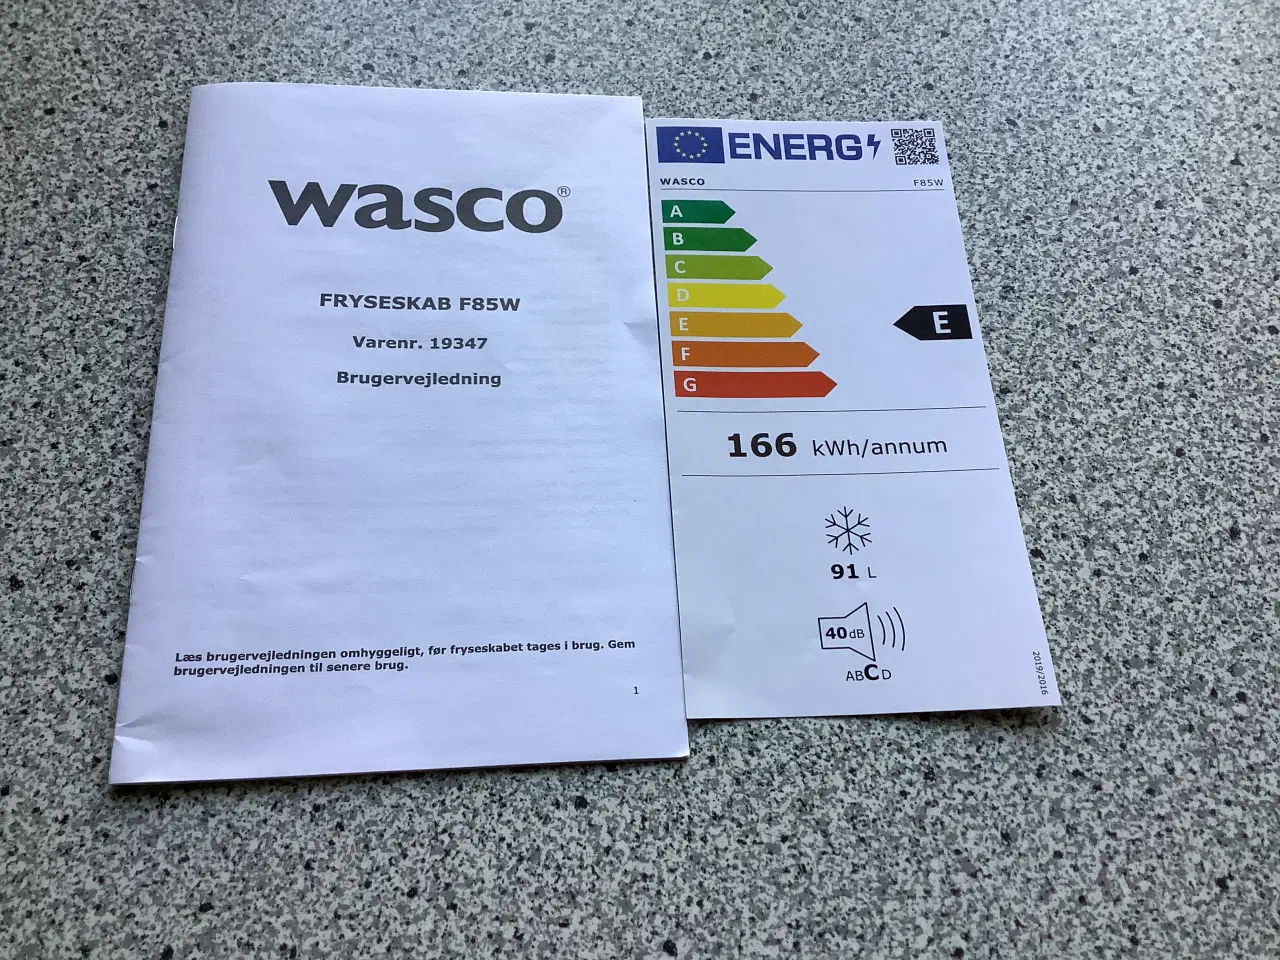 wasco®
FRYSESKAB F85W
Varenr. 19347
Brugervejledning
Læs brugervejledningen omhyggeligt, før fryseskabet tages i brug. Gem
brugervejledningen til senere brug.
1
ENERG
WASCO F85W
A
B
C
D
E
E
F
G
166 kWh/annum
91 L
40dB
ABCD
2019/2016